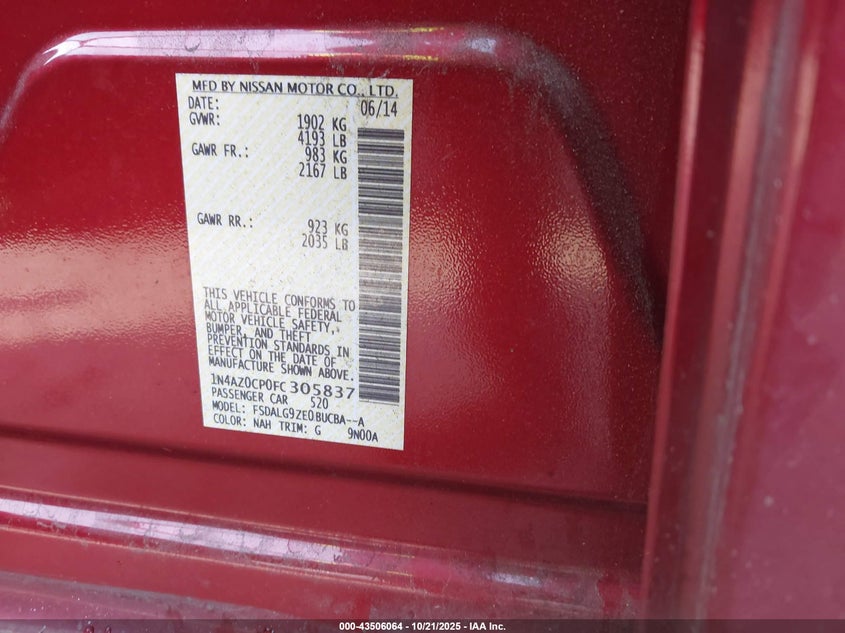 MFD BY NISSAN MOTOR CO., LTD.
DATE: 06/14
GVWR: 1902 KG
4193 LB
GAWR FR.: 983 KG
2167 LB
GAWR RR.: 923 KG
2035 LB
THIS VEHICLE CONFORMS TO
ALL APPLICABLE FEDERAL
MOTOR VEHICLE SAFETY,
BUMPER, AND THEFT
PREVENTION STANDARDS IN
EFFECT ON THE DATE OF
MANUFACTURE SHOWN ABOVE.
1N4AZ0CP0FC305837
PASSENGER CAR 520
MODEL: FSDALG9ZE0BUCBA--A
COLOR: NAH TRIM: G 9N00A
000-43506064 - 10/21/2025 - IAA Inc.